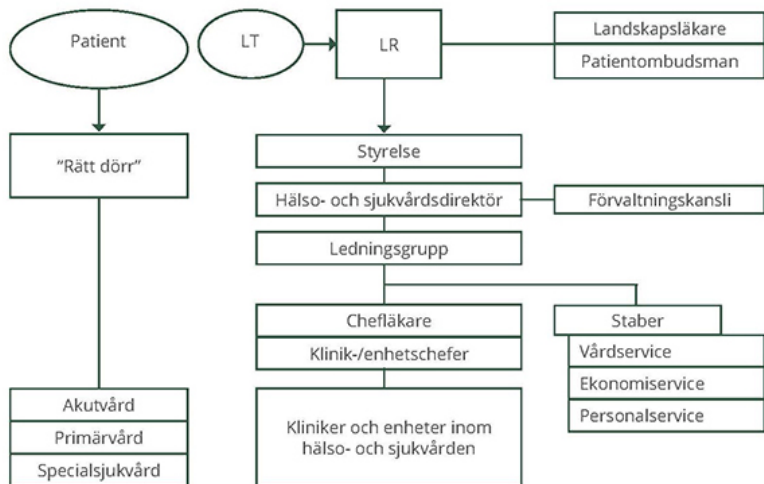 Patient
LT
LR
Landskapsläkare
Patientombudsman
"Rätt dörr"
Styrelse
Hälso- och sjukvårdsdirektör
Förvaltningskansli
Ledningsgrupp
Chefläkare
Klinik-/enhetschefer
Staber
Vårdservice
Ekonomiservice
Personalservice
Akutvård
Primärvård
Specialsjukvård
Kliniker och enheter inom
hälso- och sjukvården